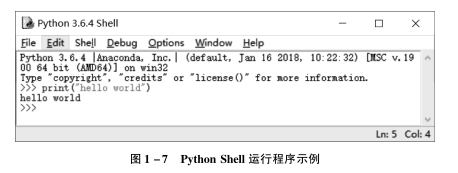 Python 3.6.4 Shell
File Edit Shell Debug Options Window Help
Python 3.6.4 |Anaconda, Inc.| (default, Jan 16 2018, 10:22:32) [MSC v.19
00 64 bit (AMD64)] on win32
Type "copyright", "credits" or "license()" for more information.
>>> print("hello world")
hello world
>>>
Ln: 5 Col: 4
图 1-7 Python Shell 运行程序示例